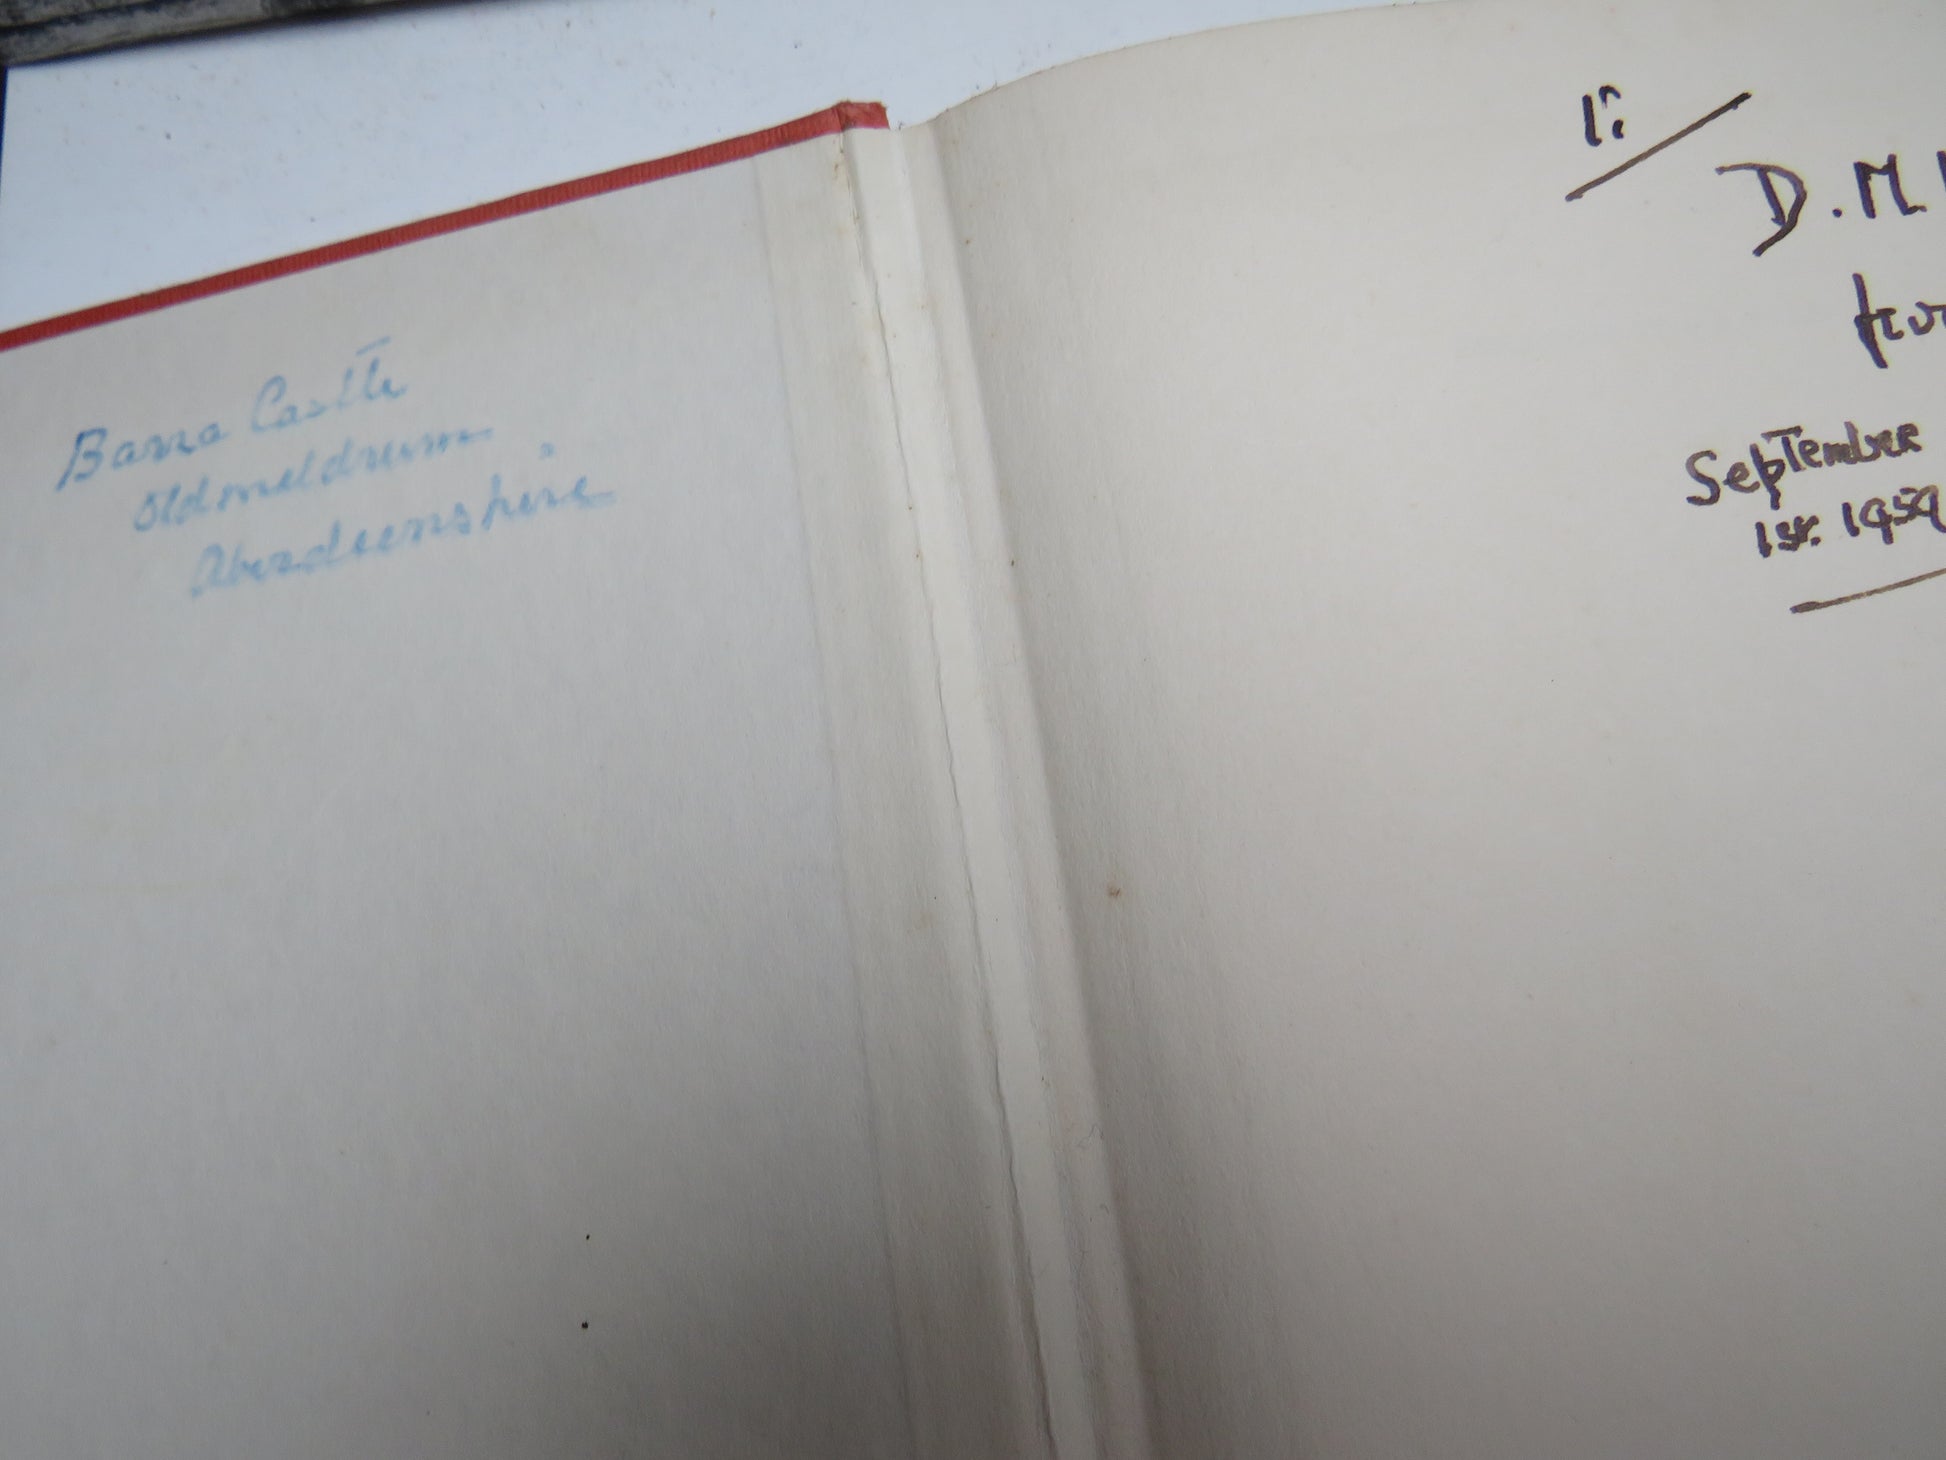 Barra Castle
Oldmeldrum
Aberdeenshire
D. M.
September
1st. 1959